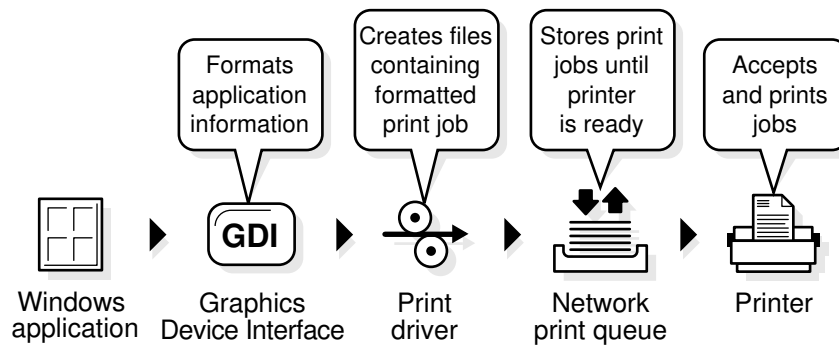 Formats
application
information
Creates files
containing
formatted
print job
Stores print
jobs until
printer
is ready
Accepts
and prints
jobs
GDI
Windows
application
Graphics
Device Interface
Print
driver
Network
print queue
Printer